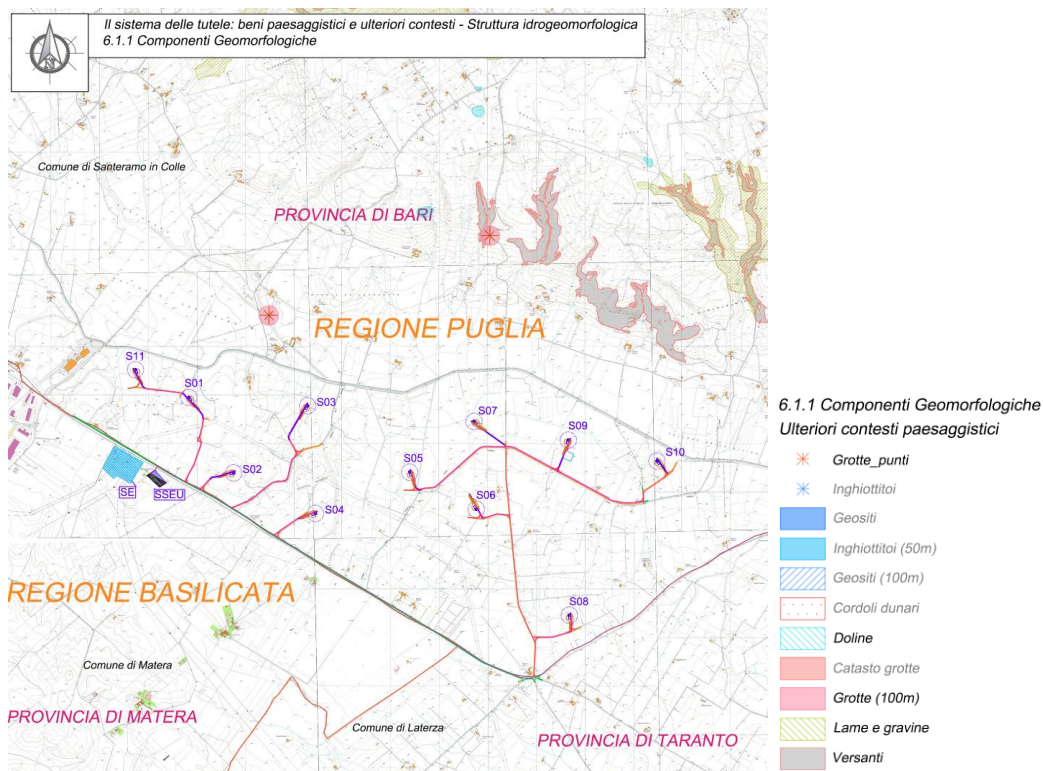 Il sistema delle tutele: beni paesaggistici e ulteriori contesti - Struttura idrogeomorfologica
6.1.1 Componenti Geomorfologiche
Comune di Santeramo in Colle
PROVINCIA DI BARI
REGIONE PUGLIA
S11
S01
S03
S07
S09
S10
S05
S02
S06
SE
SSEU
S04
REGIONE BASILICATA
S08
Comune di Matera
PROVINCIA DI MATERA
Comune di Laterza
PROVINCIA DI TARANTO
6.1.1 Componenti Geomorfologiche
Ulteriori contesti paesaggistici
Grotte_punti
Inghiottitoi
Geositi
Inghiottitoi (50m)
Geositi (100m)
Cordoli dunari
Doline
Catasto grotte
Grotte (100m)
Lame e gravine
Versanti